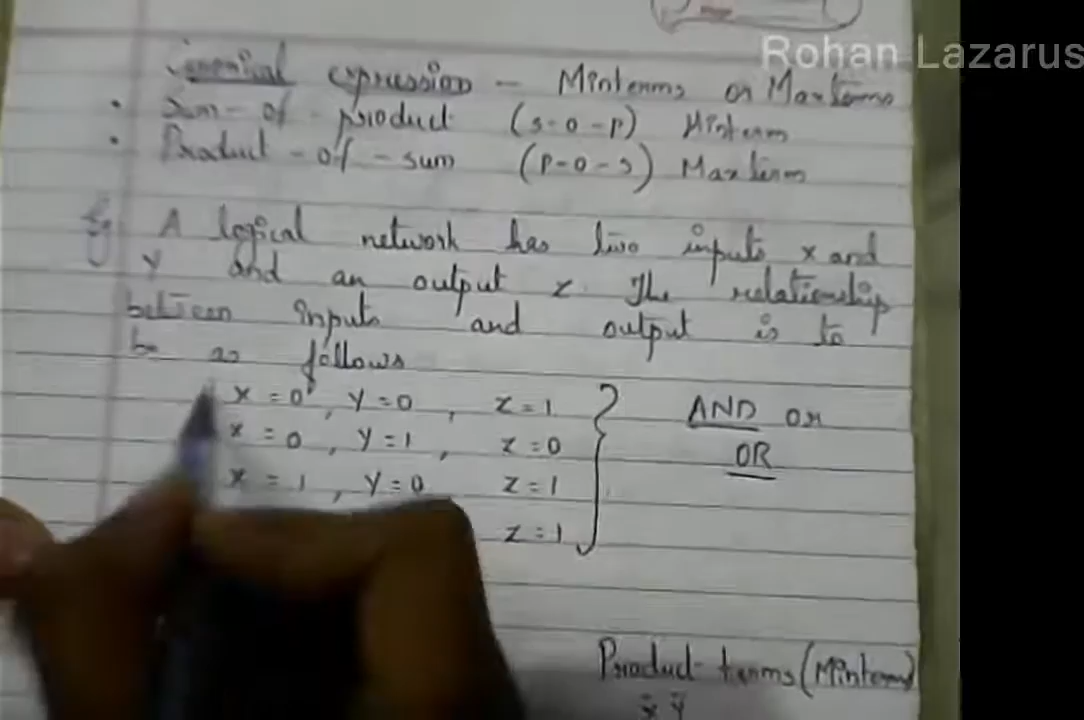 Rohan Lazarus
Canonical expression - Minterms or Maxterms
• Sum-of-product (s-o-p) Minterm
• Product-of-sum (P-o-s) Maxterm
Eg A logical network has two inputs x and
Y and an output z. The relationship
between inputs and output is to
be as follows
x = 0, Y = 0, z = 1
x = 0, Y = 1, z = 0
x = 1, Y = 0 z = 1
z = 1
AND or
OR
Product terms (Minterm)
x̄ Ȳ